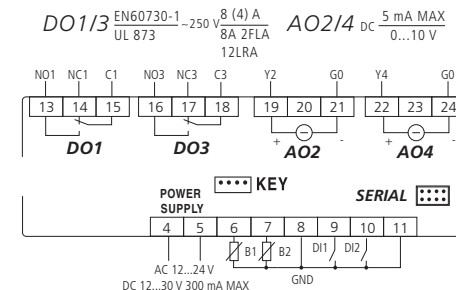 DO1/3 EN60730-1 UL 873 ~250 V 8 (4) A 8A 2FLA 12LRA AO2/4 DC 5 mA MAX 0...10 V
NO1 NC1 C1 NO3 NC3 C3 Y2 G0 Y4 G0
13 14 15 16 17 18 19 20 21 22 23 24
+ - + -
DO1 DO3 AO2 AO4
KEY
POWER SUPPLY
SERIAL
4 5 6 7 8 9 10 11
B1 B2 DI1 DI2
AC 12...24 V
GND
DC 12...30 V 300 mA MAX